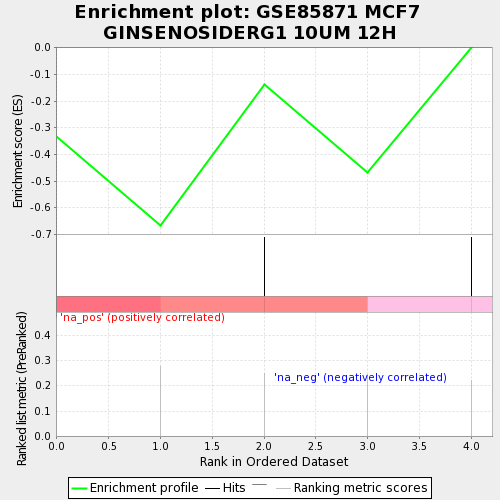 Enrichment plot: GSE85871 MCF7
GINSENOSIDERG1 10UM 12H
Enrichment score (ES)
0.0
-0.1
-0.2
-0.3
-0.4
-0.5
-0.6
-0.7
'na_pos' (positively correlated)
'na_neg' (negatively correlated)
Ranked list metric (PreRanked)
0.4
0.3
0.2
0.1
0.0
0.0 0.5 1.0 1.5 2.0 2.5 3.0 3.5 4.0
Rank in Ordered Dataset
Enrichment profile Hits Ranking metric scores